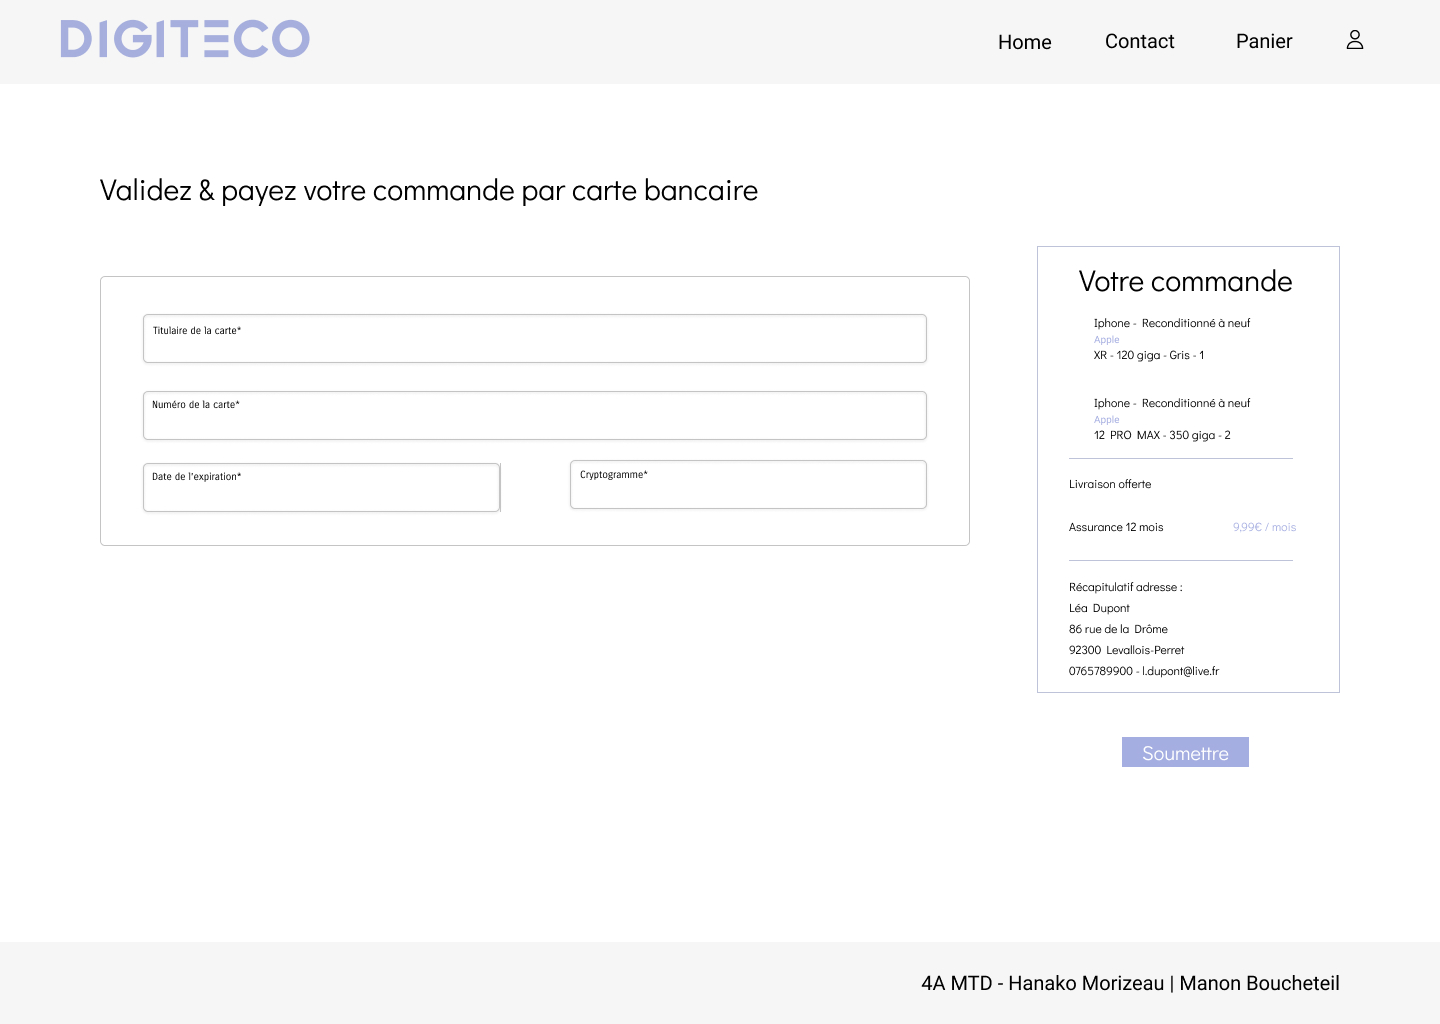 DIGITECO
Home
Contact
Panier
Validez & payez votre commande par carte bancaire
Titulaire de la carte*
Numéro de la carte*
Date de l'expiration*
Cryptogramme*
Votre commande
Iphone - Reconditionné à neuf
Apple
XR - 120 giga - Gris - 1
Iphone - Reconditionné à neuf
Apple
12 PRO MAX - 350 giga - 2
Livraison offerte
Assurance 12 mois
9,99€ / mois
Récapitulatif adresse :
Léa Dupont
86 rue de la Drôme
92300 Levallois-Perret
0765789900 - l.dupont@live.fr
Soumettre
4A MTD - Hanako Morizeau | Manon Boucheteil